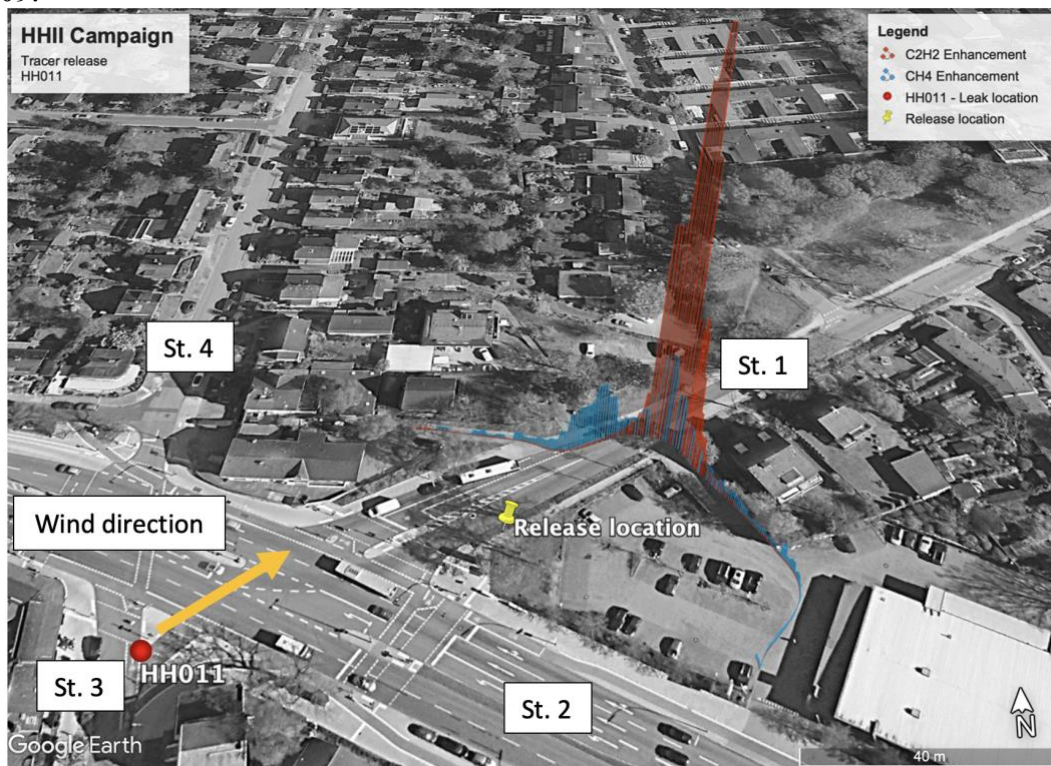 HHII Campaign
Tracer release
HH011
Legend
C2H2 Enhancement
CH4 Enhancement
HH011 - Leak location
Release location
St. 4
St. 1
Wind direction
Release location
HH011
St. 3
St. 2
N
Google Earth
40 m